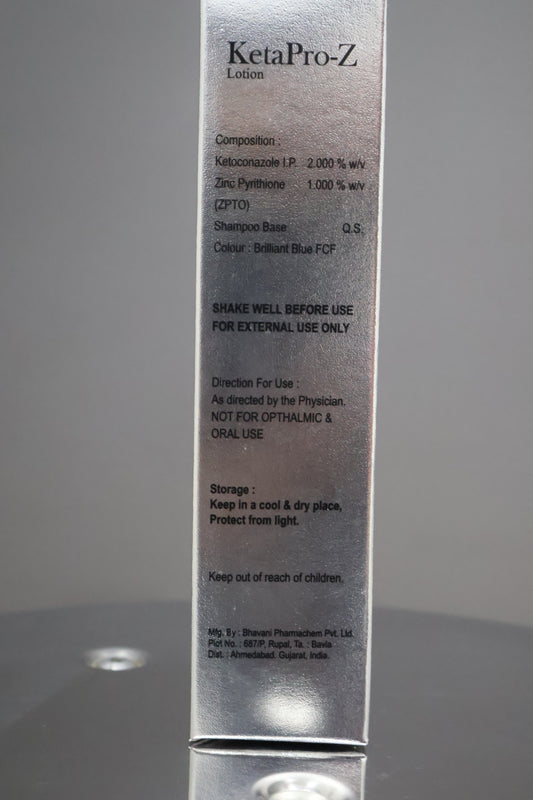 KetaPro-Z
Lotion
Composition :
Ketoconazole I.P. 2.000 % w/v
Zinc Pyrithione 1.000 % w/v
(ZPTO)
Shampoo Base Q.S.
Colour : Brilliant Blue FCF
SHAKE WELL BEFORE USE
FOR EXTERNAL USE ONLY
Direction For Use :
As directed by the Physician.
NOT FOR OPTHALMIC &
ORAL USE
Storage :
Keep in a cool & dry place,
Protect from light.
Keep out of reach of children.
Mfg. By : Bhavani Pharmachem Pvt. Ltd.
Plot No. : 687/P, Rupal, Ta. : Bavla
Dist. : Ahmedabad. Gujarat, India.